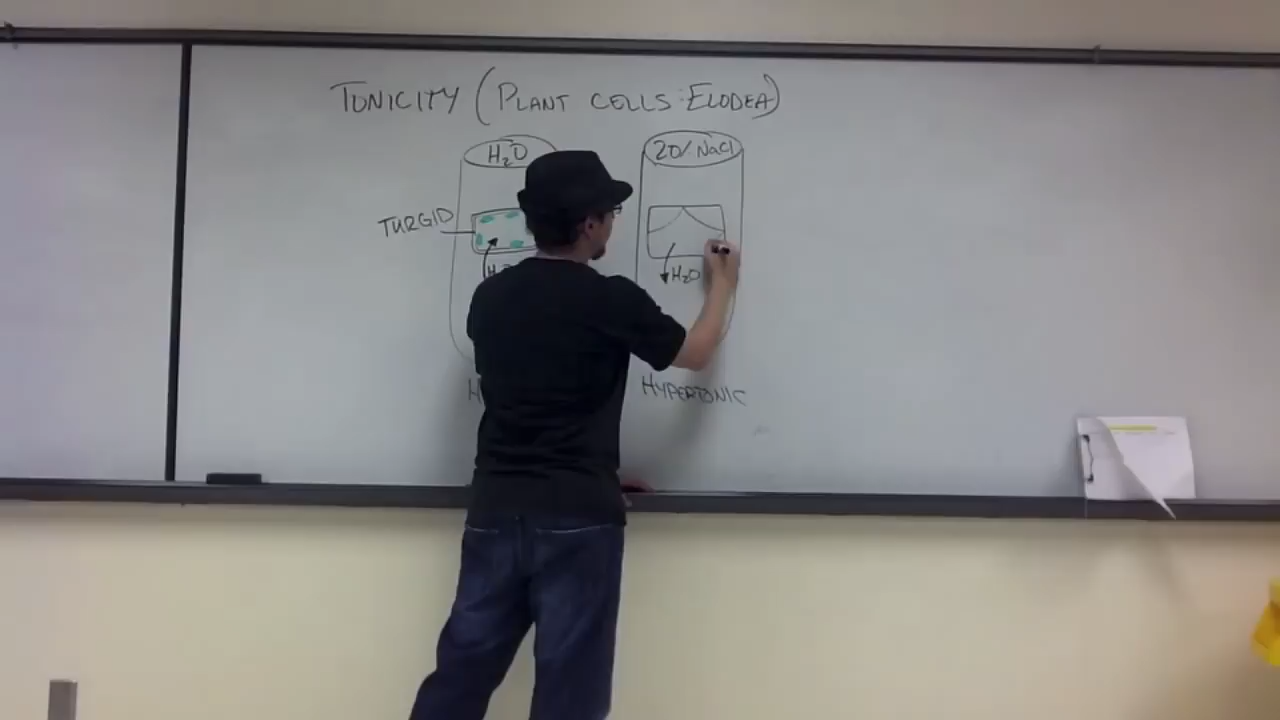 TONICITY (PLANT CELLS: ELODEA)
H₂O
20% NaCl
TURGID
H₂O
HYPERTONIC